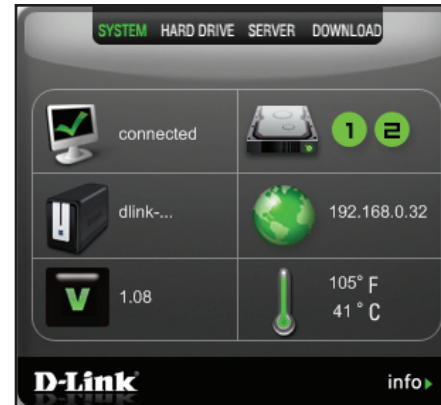 SYSTEM HARD DRIVE SERVER DOWNLOAD
connected
1 2
dlink-...
192.168.0.32
V 1.08
105° F
41 ° C
D-Link
info